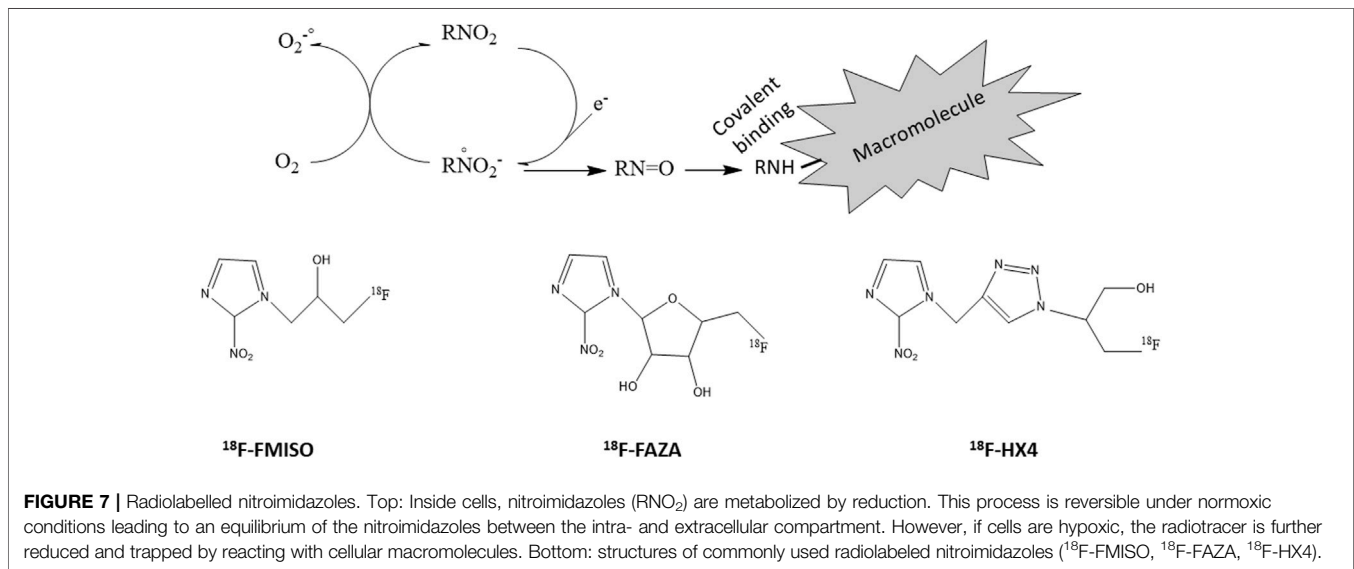 O₂⁻° RNO₂
e⁻
Covalent
binding
Macromolecule
O₂ RN°O₂⁻ RN=O RNH
OH
N N ¹⁸F
NO₂
N N O
¹⁸F
NO₂
HO OH
N N N N N OH
¹⁸F
NO₂
¹⁸F-FMISO ¹⁸F-FAZA ¹⁸F-HX4
FIGURE 7 | Radiolabelled nitroimidazoles. Top: Inside cells, nitroimidazoles (RNO₂) are metabolized by reduction. This process is reversible under normoxic
conditions leading to an equilibrium of the nitroimidazoles between the intra- and extracellular compartment. However, if cells are hypoxic, the radiotracer is further
reduced and trapped by reacting with cellular macromolecules. Bottom: structures of commonly used radiolabeled nitroimidazoles (¹⁸F-FMISO, ¹⁸F-FAZA, ¹⁸F-HX4).